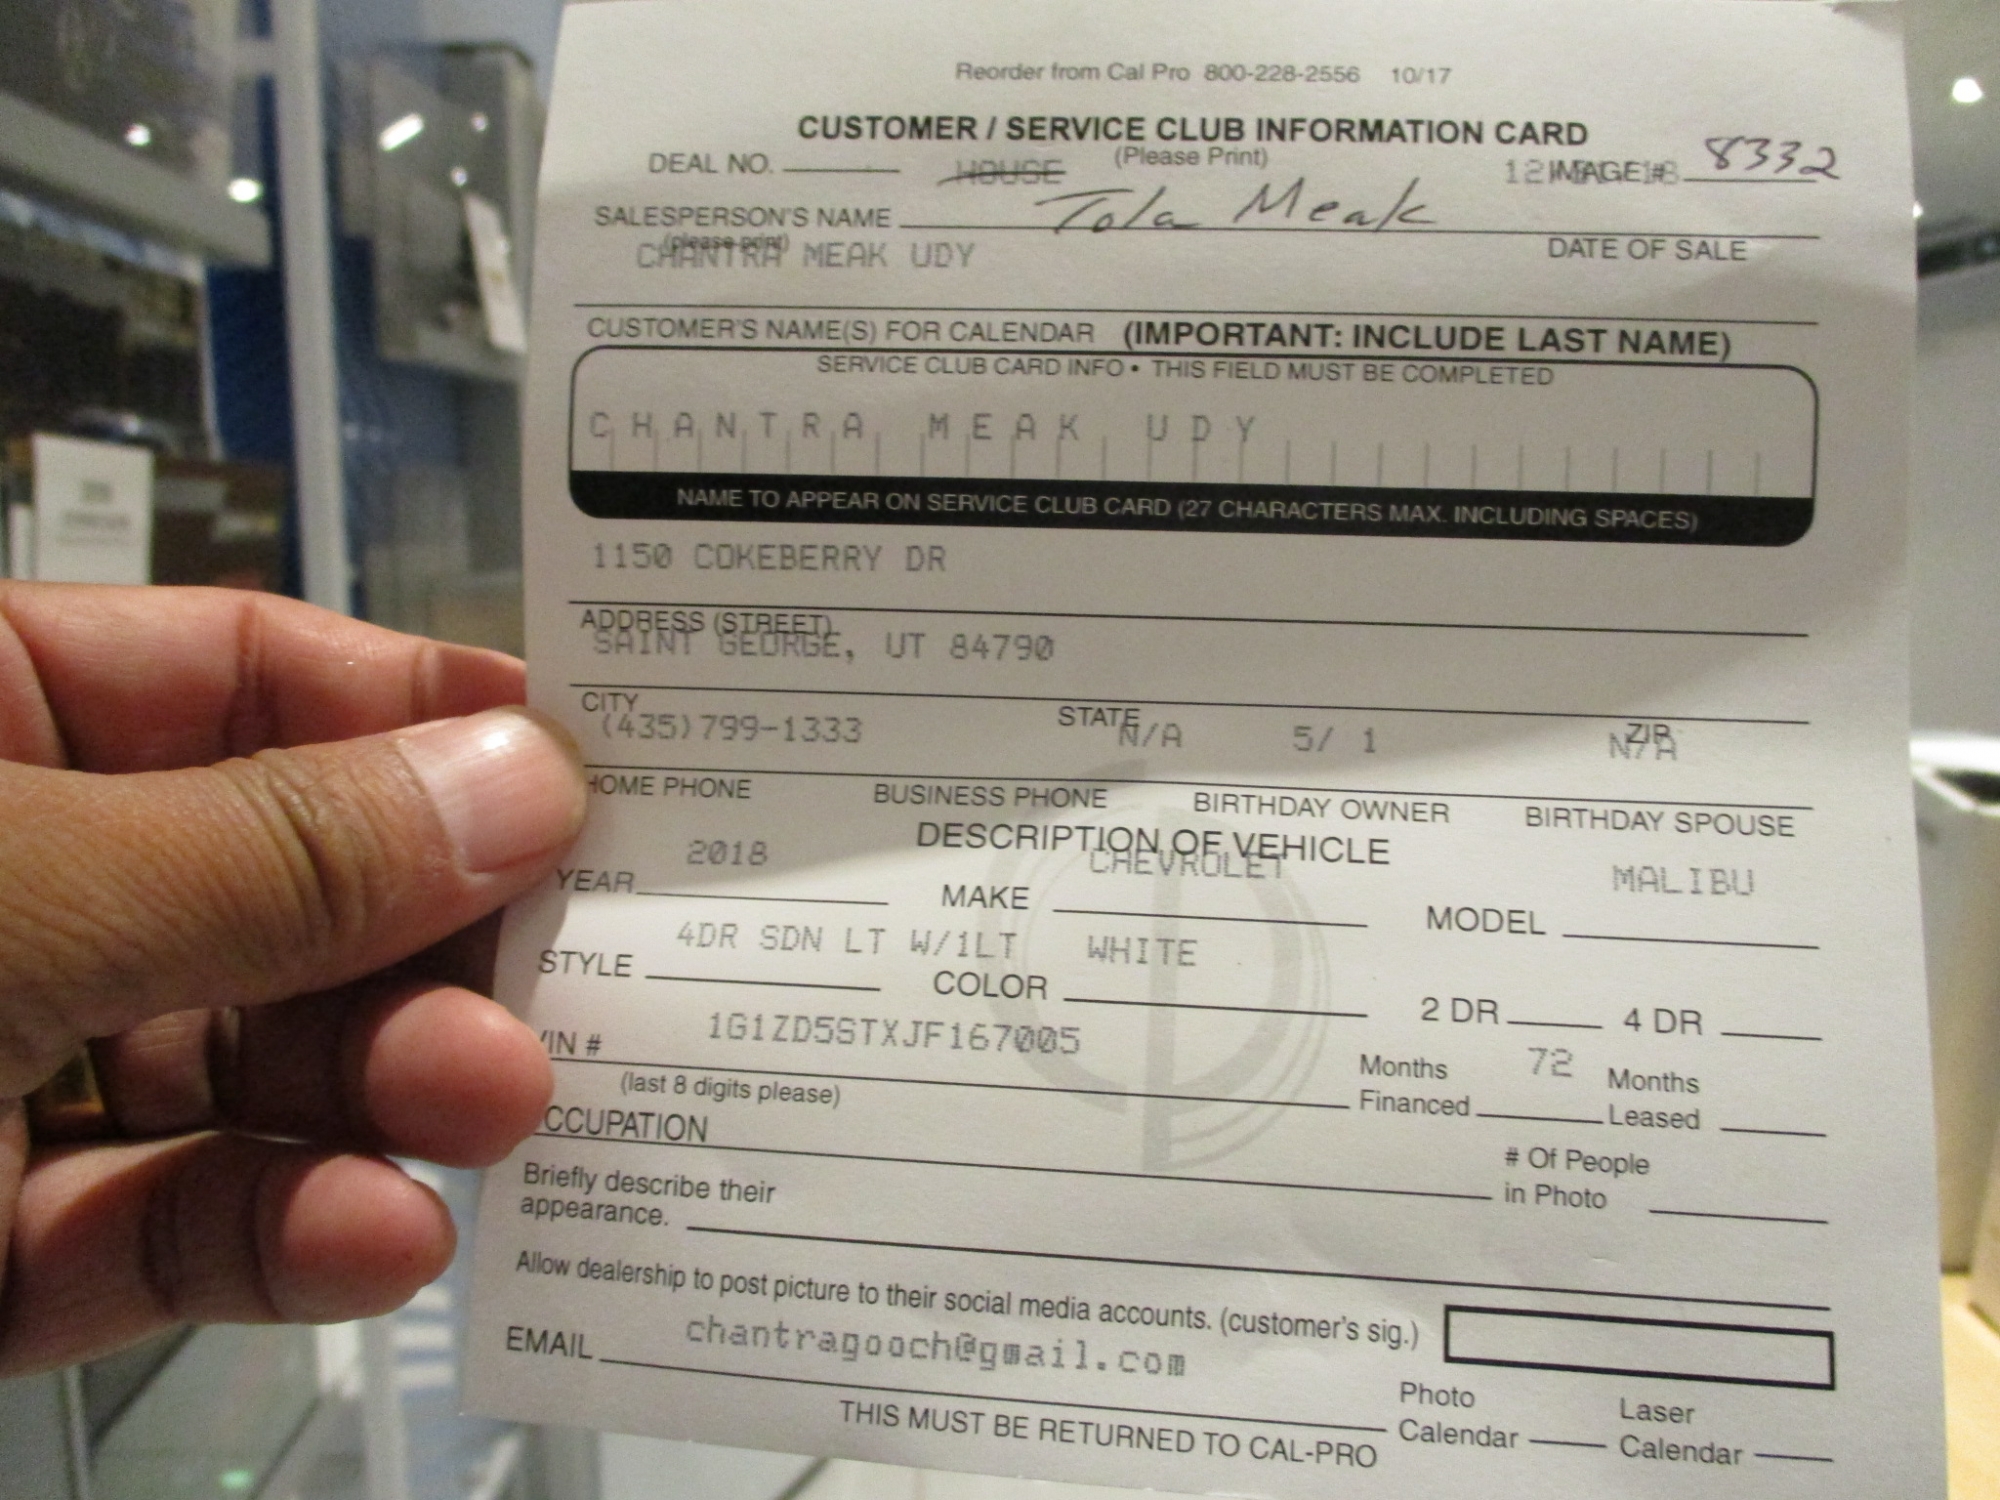 Reorder from Cal Pro 800-228-2556 10/17
CUSTOMER / SERVICE CLUB INFORMATION CARD
(Please Print)
DEAL NO. HOUSE IMAGE# 8332
SALESPERSON'S NAME Tola Meak
(please print) DATE OF SALE
CHANTRA MEAK UDY
CUSTOMER'S NAME(S) FOR CALENDAR (IMPORTANT: INCLUDE LAST NAME)
SERVICE CLUB CARD INFO • THIS FIELD MUST BE COMPLETED
CHANTRA MEAK UDY
NAME TO APPEAR ON SERVICE CLUB CARD (27 CHARACTERS MAX. INCLUDING SPACES)
1150 COKEBERRY DR
ADDRESS (STREET)
SAINT GEORGE, UT 84790
CITY STATE ZIP
(435)799-1333 N/A 5/ 1 N/A
HOME PHONE BUSINESS PHONE BIRTHDAY OWNER BIRTHDAY SPOUSE
DESCRIPTION OF VEHICLE
YEAR 2018 MAKE CHEVROLET MODEL MALIBU
STYLE 4DR SDN LT W/1LT COLOR WHITE 2 DR 4 DR
VIN # 1G1ZD5STXJF167005
(last 8 digits please) Months Financed 72 Months Leased
OCCUPATION
# Of People in Photo
Briefly describe their
appearance.
Allow dealership to post picture to their social media accounts. (customer's sig.)
EMAIL chantragooch@gmail.com
Photo Calendar Laser Calendar
THIS MUST BE RETURNED TO CAL-PRO